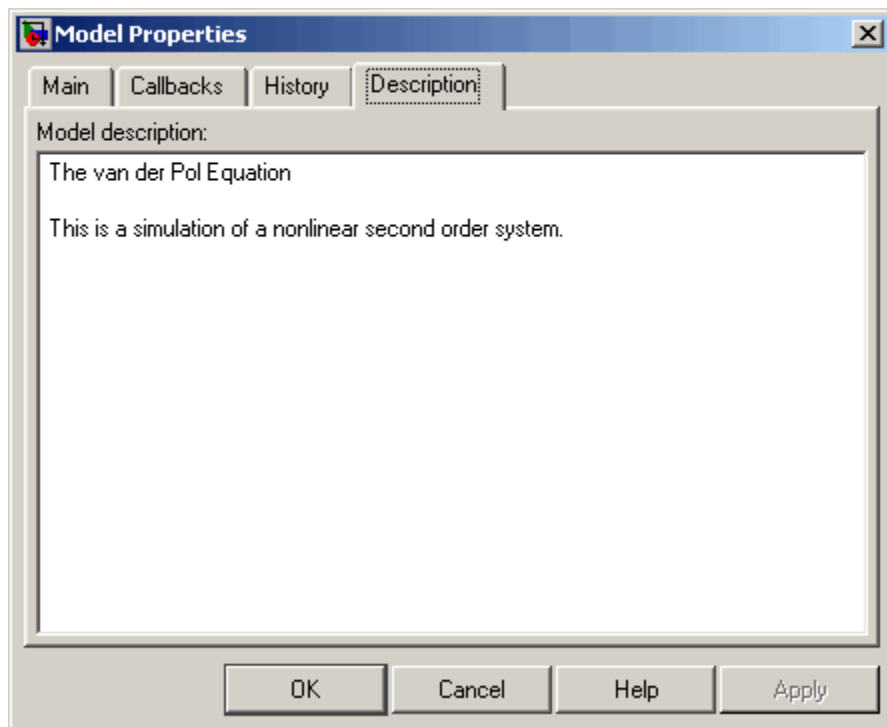 Model Properties
Main Callbacks History Description
Model description:
The van der Pol Equation
This is a simulation of a nonlinear second order system.
OK Cancel Help Apply